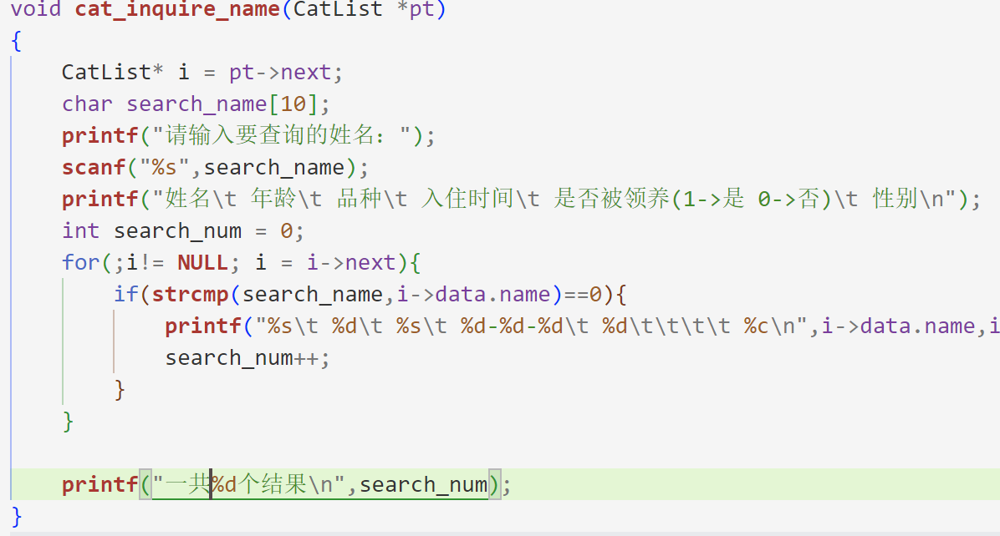 void cat_inquire_name(CatList *pt)
{
    CatList* i = pt->next;
    char search_name[10];
    printf("请输入要查询的姓名：");
    scanf("%s",search_name);
    printf("姓名\t 年龄\t 品种\t 入住时间\t 是否被领养(1->是 0->否)\t 性别\n");
    int search_num = 0;
    for(;i!= NULL; i = i->next){
        if(strcmp(search_name,i->data.name)==0){
            printf("%s\t %d\t %s\t %d-%d-%d\t %d\t\t\t\t %c\n",i->data.name,i
            search_num++;
        }
    }
    printf("一共%d个结果\n",search_num);
}